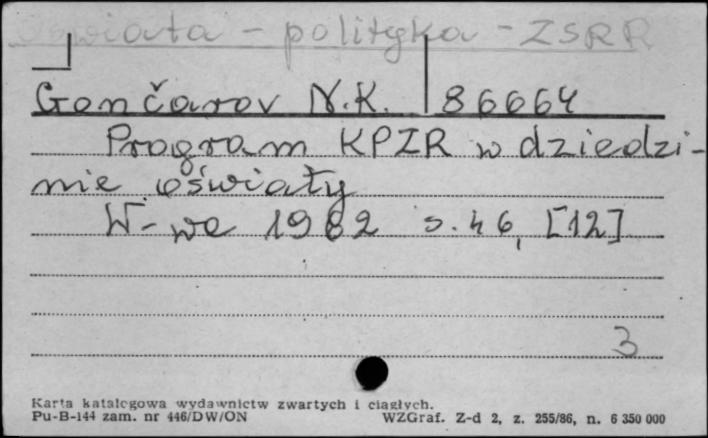 Oświata - polityka - ZSRR
Gončarov N.K. 86664
Program KPZR w dziedzi-
nie oświaty
W-wa 1962 s. 46, [12]
3
Karta katalogowa wydawnictw zwartych i ciągłych.
Pu-B-144 zam. nr 446/DW/ON WZGraf. Z-d 2, z. 255/86, n. 6 350 000